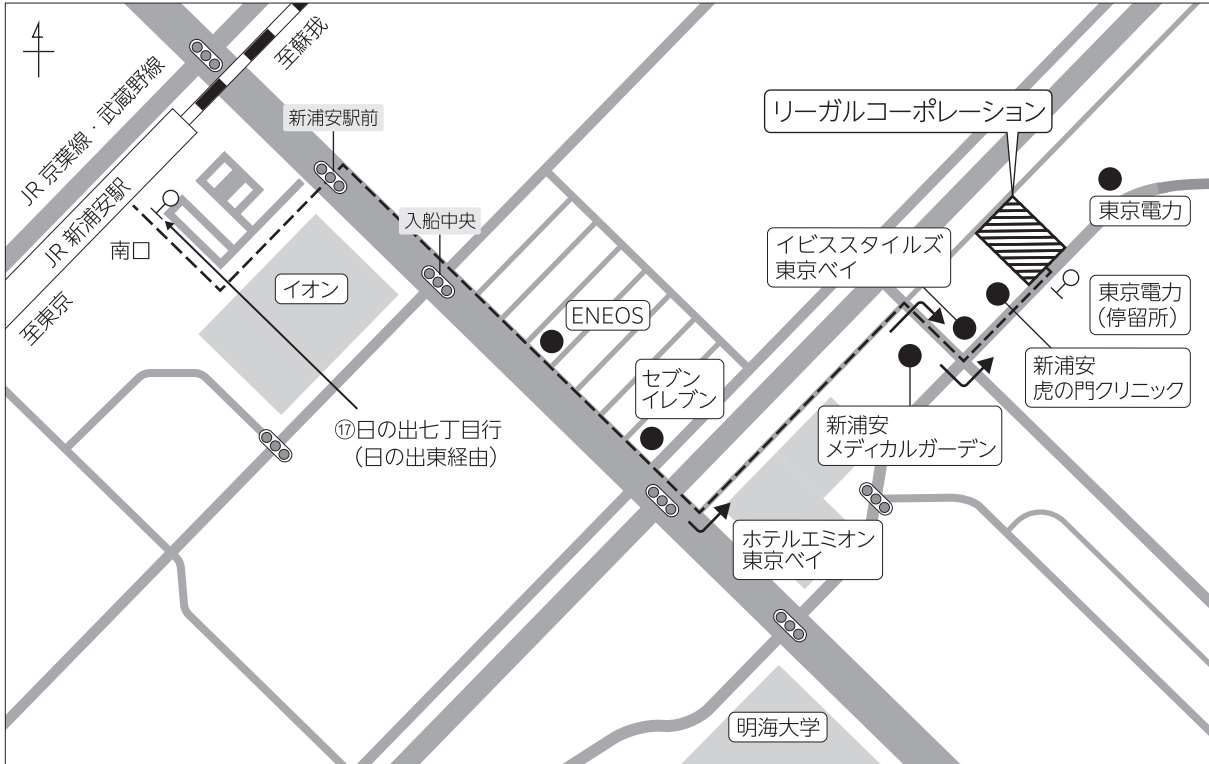 至蘇我
JR 京葉線・武蔵野線
新浦安駅前
リーガルコーポレーション
JR 新浦安駅
東京電力
入船中央
南口
イビススタイルズ
東京ベイ
イオン
東京電力
（停留所）
至東京
ENEOS
新浦安
虎の門クリニック
セブン
イレブン
⑰日の出七丁目行
（日の出東経由）
新浦安
メディカルガーデン
ホテルエミオン
東京ベイ
明海大学